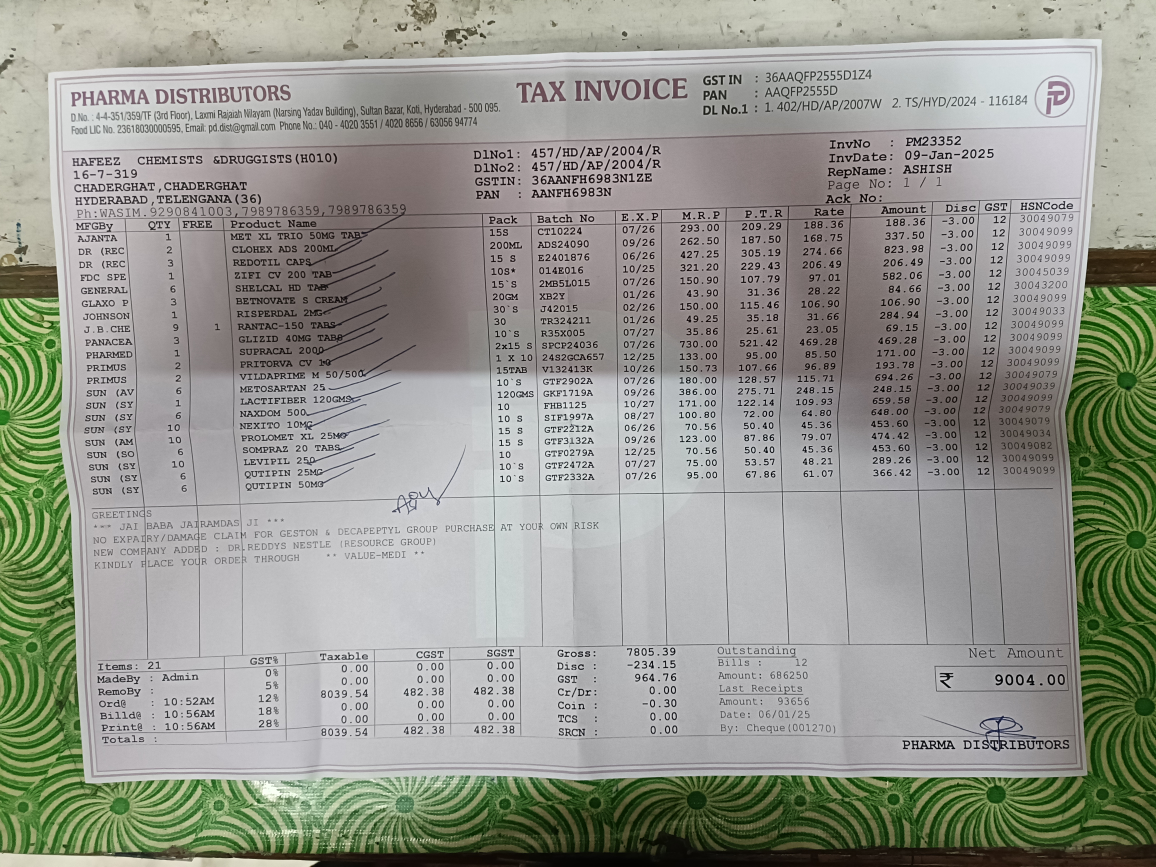 PHARMA DISTRIBUTORS
D.No. : 4-4-351/359/TF (3rd Floor), Laxmi Rajaiah Nilayam (Narsing Yadav Building), Sultan Bazar, Koti, Hyderabad - 500 095.
Food LIC No. 23618030000595, Email: pd.dist@gmail.com Phone No.: 040 - 4020 3551 / 4020 8656 / 63056 94774
TAX INVOICE
GST IN : 36AAQFP2555D1Z4
PAN : AAQFP2555D
DL No.1 : 1. 402/HD/AP/2007W 2. TS/HYD/2024 - 116184
HAFEEZ CHEMISTS &DRUGGISTS(H010)
16-7-319
CHADERGHAT,CHADERGHAT
HYDERABAD,TELENGANA(36)
Ph:WASIM.9290841003,7989786359,7989786359
DlNo1: 457/HD/AP/2004/R
DlNo2: 457/HD/AP/2004/R
GSTIN: 36AANFH6983N1ZE
PAN : AANFH6983N
InvNo : PM23352
InvDate: 09-Jan-2025
RepName: ASHISH
Page No: 1 / 1
Ack No:
MFGBy QTY FREE Product Name Pack Batch No E.X.P M.R.P P.T.R Rate Amount Disc GST HSNCode
AJANTA 1 MET XL TRIO 50MG TABS 15S CT10224 07/26 293.00 209.29 188.36 188.36 -3.00 12 30049079
DR (REC 2 CLOHEX ADS 200ML 200ML ADS24090 09/26 262.50 187.50 168.75 337.50 -3.00 12 30049099
DR (REC 3 REDOTIL CAPS 15 S E2401876 06/26 427.25 305.19 274.66 823.98 -3.00 12 30049099
FDC SPE 1 ZIFI CV 200 TAB 10S* 014E016 10/25 321.20 229.43 206.49 206.49 -3.00 12 30049099
GENERAL 6 SHELCAL HD TAB 15`S 2MB5L015 07/26 150.90 107.79 97.01 582.06 -3.00 12 30045039
GLAXO P 3 BETNOVATE S CREAM 20GM XB2Y 01/26 43.90 31.36 28.22 84.66 -3.00 12 30043200
JOHNSON 1 RISPERDAL 2MG 30`S J42015 02/26 150.00 115.46 106.90 106.90 -3.00 12 30049099
J.B.CHE 9 1 RANTAC-150 TABS 30 TR324211 01/26 49.25 35.18 31.66 284.94 -3.00 12 30049033
PANACEA 3 GLIZID 40MG TABS 10`S R35X005 07/27 35.86 25.61 23.05 69.15 -3.00 12 30049099
PHARMED 1 SUPRACAL 2000 2x15 S SPCP24036 07/26 730.00 521.42 469.28 469.28 -3.00 12 30049099
PRIMUS 2 PRITORVA CV 10 1 X 10 24S2GCA657 12/25 133.00 95.00 85.50 171.00 -3.00 12 30049099
PRIMUS 2 VILDAPRIME M 50/500 15TAB V132413K 10/26 150.73 107.66 96.89 193.78 -3.00 12 30049099
SUN (AV 6 METOSARTAN 25 10`S GTF2902A 07/26 180.00 128.57 115.71 694.26 -3.00 12 30049079
SUN (SY 1 LACTIFIBER 120GMS 120GMS GKF1719A 09/26 386.00 275.71 248.15 248.15 -3.00 12 30049039
SUN (SY 6 NAXDOM 500 10 FHB1125 10/27 171.00 122.14 109.93 659.58 -3.00 12 30049099
SUN (SY 10 NEXITO 10MG 10 S SIF1997A 08/27 100.80 72.00 64.80 648.00 -3.00 12 30049079
SUN (AM 10 PROLOMET XL 25MG 15 S GTF2212A 06/26 70.56 50.40 45.36 453.60 -3.00 12
SUN (SO 6 SOMPRAZ 20 TABS 15 S GTF3132A 09/26 123.00 87.86 79.07 474.42 -3.00 12 30049034
SUN (SY 10 LEVIPIL 250 10 GTF0279A 12/25 70.56 50.40 45.36 453.60 -3.00 12 30049082
SUN (SY 6 QUTIPIN 25MG 10`S GTF2472A 07/27 75.00 53.57 48.21 289.26 -3.00 12 30049099
SUN (SY 6 QUTIPIN 50MG 10`S GTF2332A 07/26 95.00 67.86 61.07 366.42 -3.00 12 30049099
GREETINGS
*** JAI BABA JAIRAMDAS JI ***
NO EXPAIRY/DAMAGE CLAIM FOR GESTON & DECAPEPTYL GROUP PURCHASE AT YOUR OWN RISK
NEW COMPANY ADDED : DR.REDDYS NESTLE (RESOURCE GROUP)
KINDLY PLACE YOUR ORDER THROUGH ** VALUE-MEDI **
Items: 21
MadeBy : Admin
RemoBy :
Ord@ : 10:52AM
Billd@ : 10:56AM
Print@ : 10:56AM
Totals :
GST% Taxable CGST SGST
0% 0.00 0.00 0.00
5% 0.00 0.00 0.00
12% 8039.54 482.38 482.38
18% 0.00 0.00 0.00
28% 0.00 0.00 0.00
8039.54 482.38 482.38
Gross: 7805.39
Disc : -234.15
GST : 964.76
Cr/Dr: 0.00
Coin : -0.30
TCS : 0.00
SRCN : 0.00
Outstanding
Bills : 12
Amount: 686250
Last Receipts
Amount: 93656
Date: 06/01/25
By: Cheque(001270)
Net Amount
₹ 9004.00
PHARMA DISTRIBUTORS